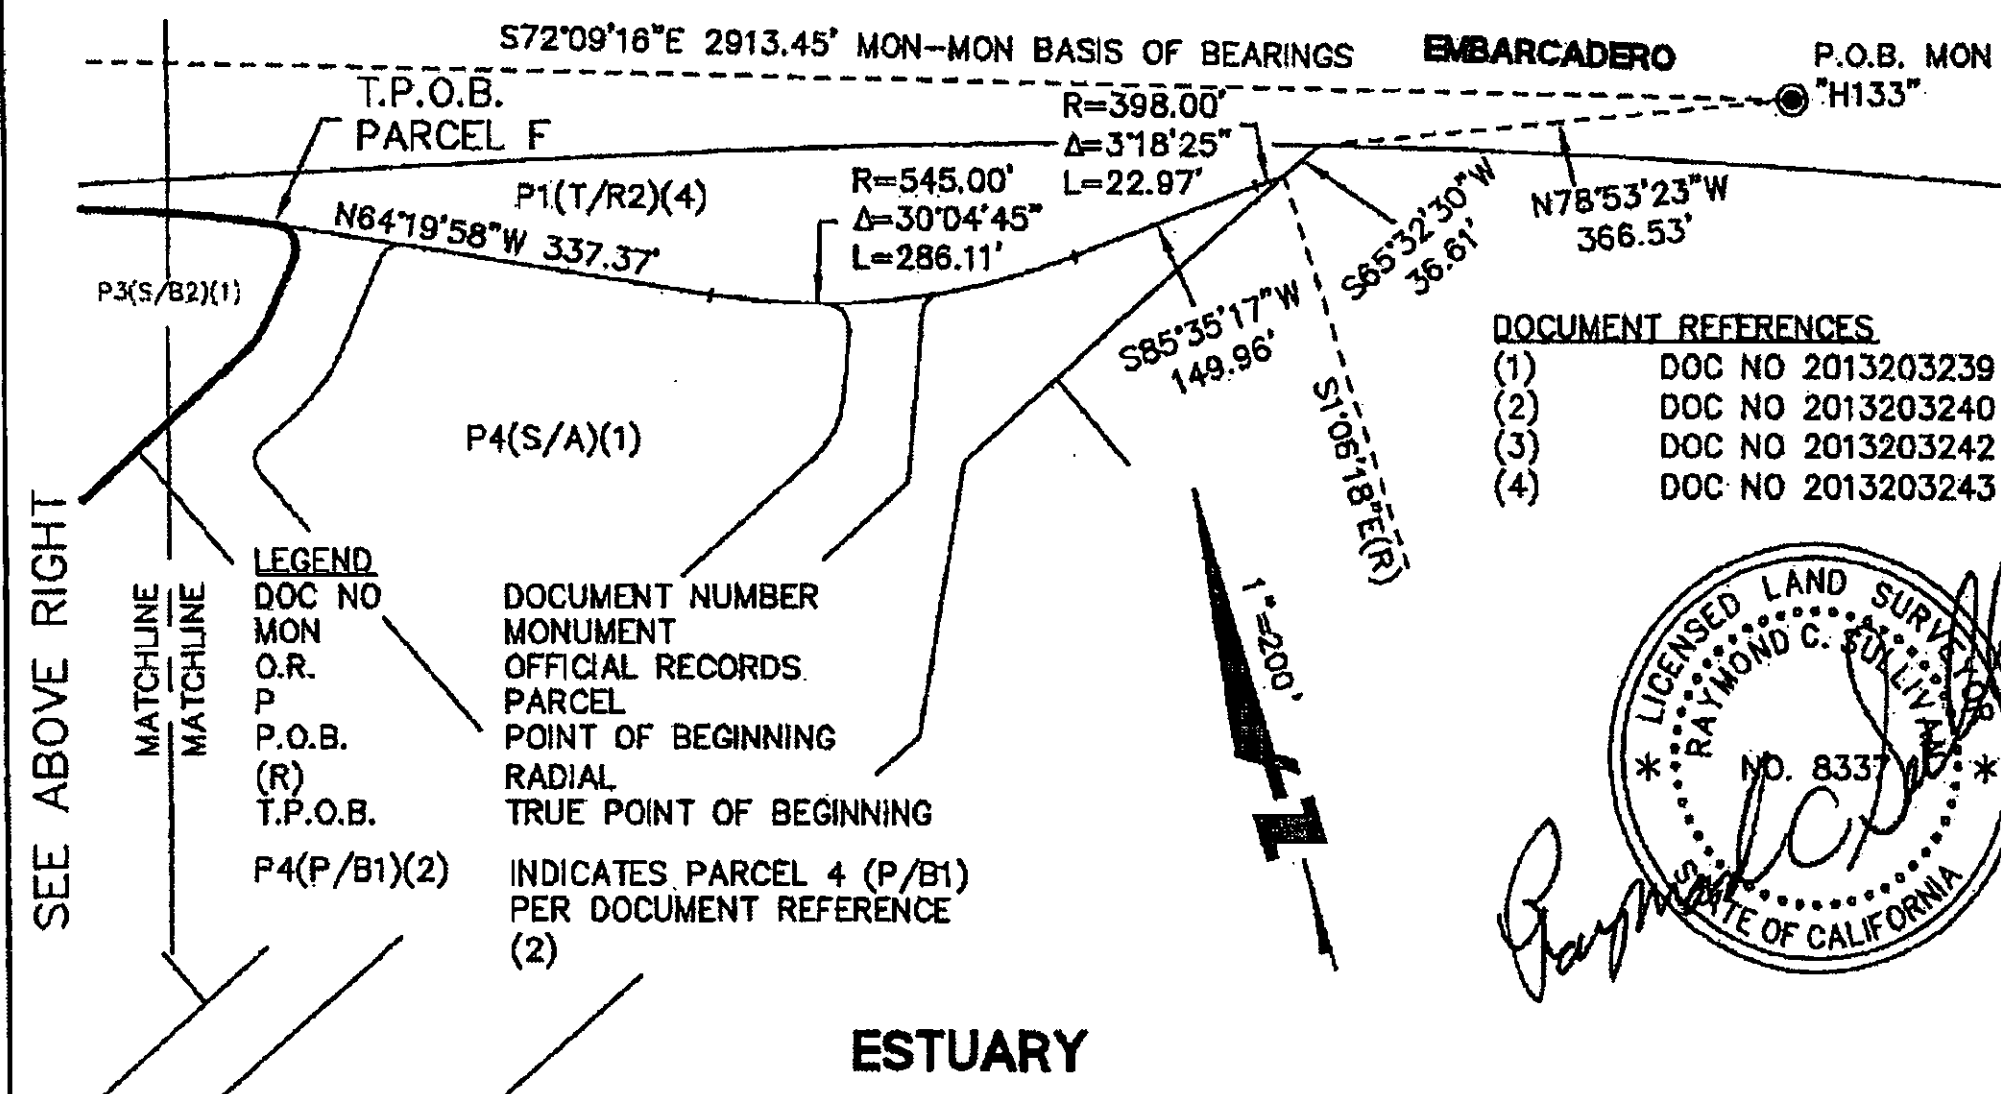 S72°09'16"E 2913.45' MON-MON BASIS OF BEARINGS
EMBARCADERO
P.O.B. MON
"H133"
T.P.O.B.
PARCEL F
R=398.00'
Δ=3°18'25"
L=22.97'
P1(T/R2)(4)
R=545.00'
Δ=30°04'45"
L=286.11'
N64°19'58"W 337.37'
N78°53'23"W
366.53'
S65°32'30"W
36.61'
P3(S/B2)(1)
S85°35'17"W
149.96'
S1°06'18"E(R)
DOCUMENT REFERENCES
(1) DOC NO 2013203239
(2) DOC NO 2013203240
(3) DOC NO 2013203242
(4) DOC NO 2013203243
P4(S/A)(1)
SEE ABOVE RIGHT
MATCHLINE
MATCHLINE
LEGEND
DOC NO DOCUMENT NUMBER
MON MONUMENT
O.R. OFFICIAL RECORDS
P PARCEL
P.O.B. POINT OF BEGINNING
(R) RADIAL
T.P.O.B. TRUE POINT OF BEGINNING
P4(P/B1)(2) INDICATES PARCEL 4 (P/B1)
PER DOCUMENT REFERENCE
(2)
1"=200'
LICENSED LAND SURVEYOR
RAYMOND C. SULLIVAN
NO. 8337
STATE OF CALIFORNIA
ESTUARY